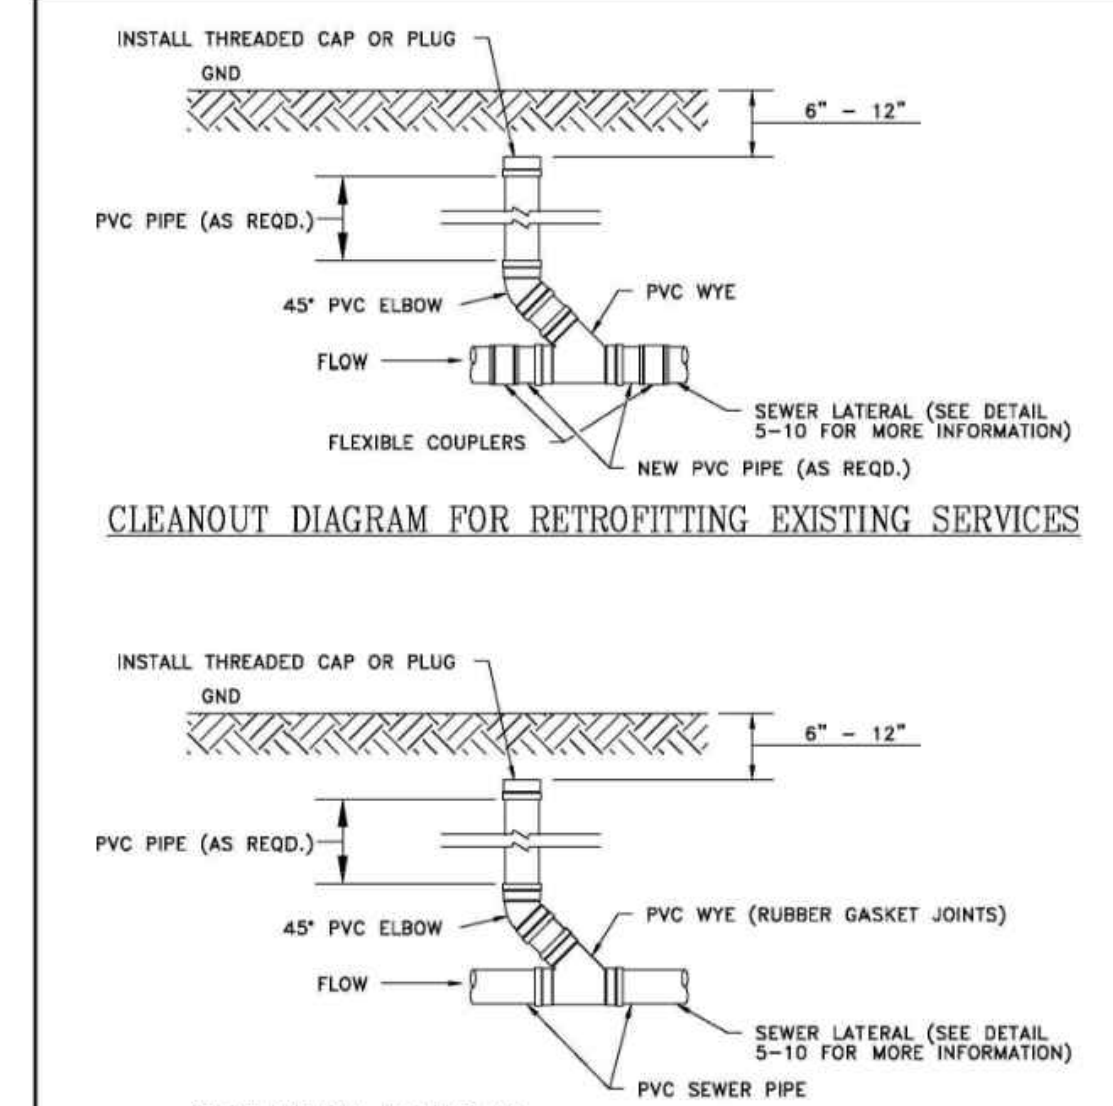 INSTALL THREADED CAP OR PLUG
GND
6" - 12"
PVC PIPE (AS REQD.)
PVC WYE
45° PVC ELBOW
FLOW
SEWER LATERAL (SEE DETAIL
5-10 FOR MORE INFORMATION)
FLEXIBLE COUPLERS
NEW PVC PIPE (AS REQD.)
CLEANOUT DIAGRAM FOR RETROFITTING EXISTING SERVICES
INSTALL THREADED CAP OR PLUG
GND
6" - 12"
PVC PIPE (AS REQD.)
PVC WYE (RUBBER GASKET JOINTS)
45° PVC ELBOW
FLOW
SEWER LATERAL (SEE DETAIL
5-10 FOR MORE INFORMATION)
PVC SEWER PIPE